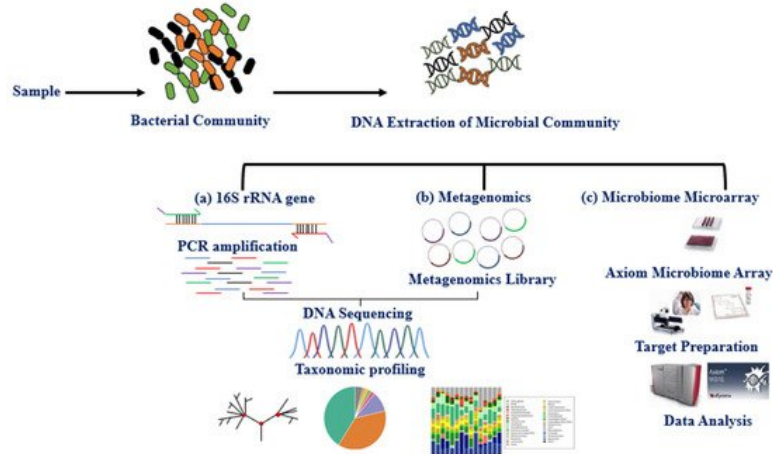 Sample
Bacterial Community
DNA Extraction of Microbial Community
(a) 16S rRNA gene
(b) Metagenomics
(c) Microbiome Microarray
PCR amplification
Metagenomics Library
Axiom Microbiome Array
DNA Sequencing
Target Preparation
Taxonomic profiling
Axiom
Data Analysis